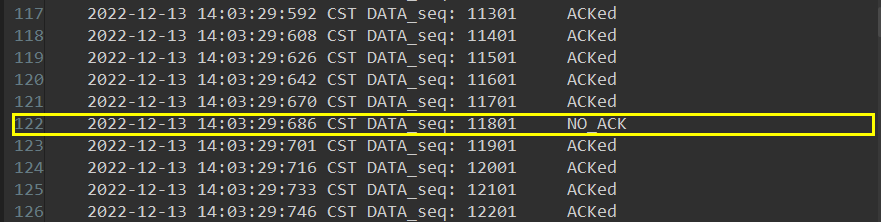 117 2022-12-13 14:03:29:592 CST DATA_seq: 11301 ACKed
118 2022-12-13 14:03:29:608 CST DATA_seq: 11401 ACKed
119 2022-12-13 14:03:29:626 CST DATA_seq: 11501 ACKed
120 2022-12-13 14:03:29:642 CST DATA_seq: 11601 ACKed
121 2022-12-13 14:03:29:670 CST DATA_seq: 11701 ACKed
122 2022-12-13 14:03:29:686 CST DATA_seq: 11801 NO_ACK
123 2022-12-13 14:03:29:701 CST DATA_seq: 11901 ACKed
124 2022-12-13 14:03:29:716 CST DATA_seq: 12001 ACKed
125 2022-12-13 14:03:29:733 CST DATA_seq: 12101 ACKed
126 2022-12-13 14:03:29:746 CST DATA_seq: 12201 ACKed